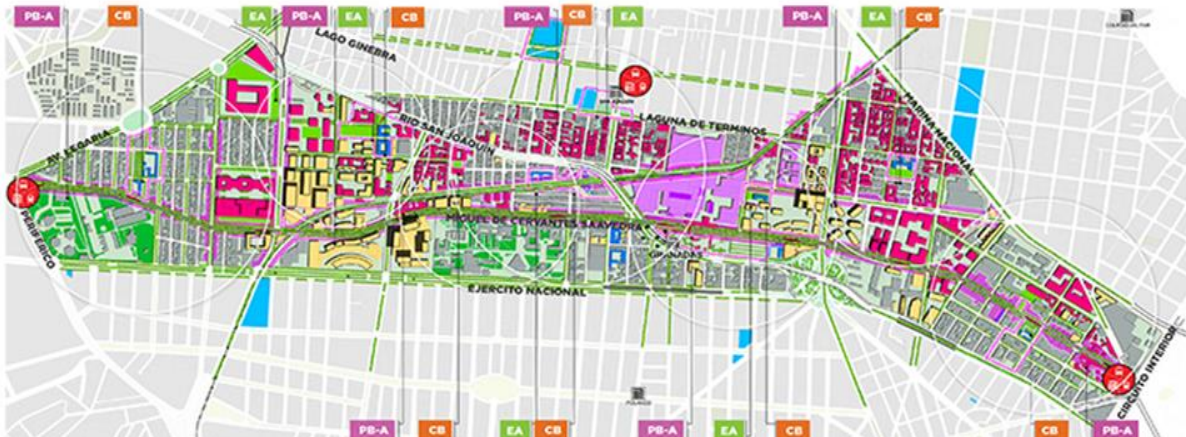 PB-A CB EA PB-A EA CB PB-A CB EA PB-A EA CB
LAGO GINEBRA
MARINA NACIONAL
LAGUNA DE TERMINOS
RIO SAN JOAQUIN
AV. LEGARIA
PERIFERICO
MIGUEL DE CERVANTES SAAVEDRA
GRANADAS
EJERCITO NACIONAL
CIRCUITO INTERIOR
POLANCO
PB-A CB EA CB PB-A EA CB CB PB-A